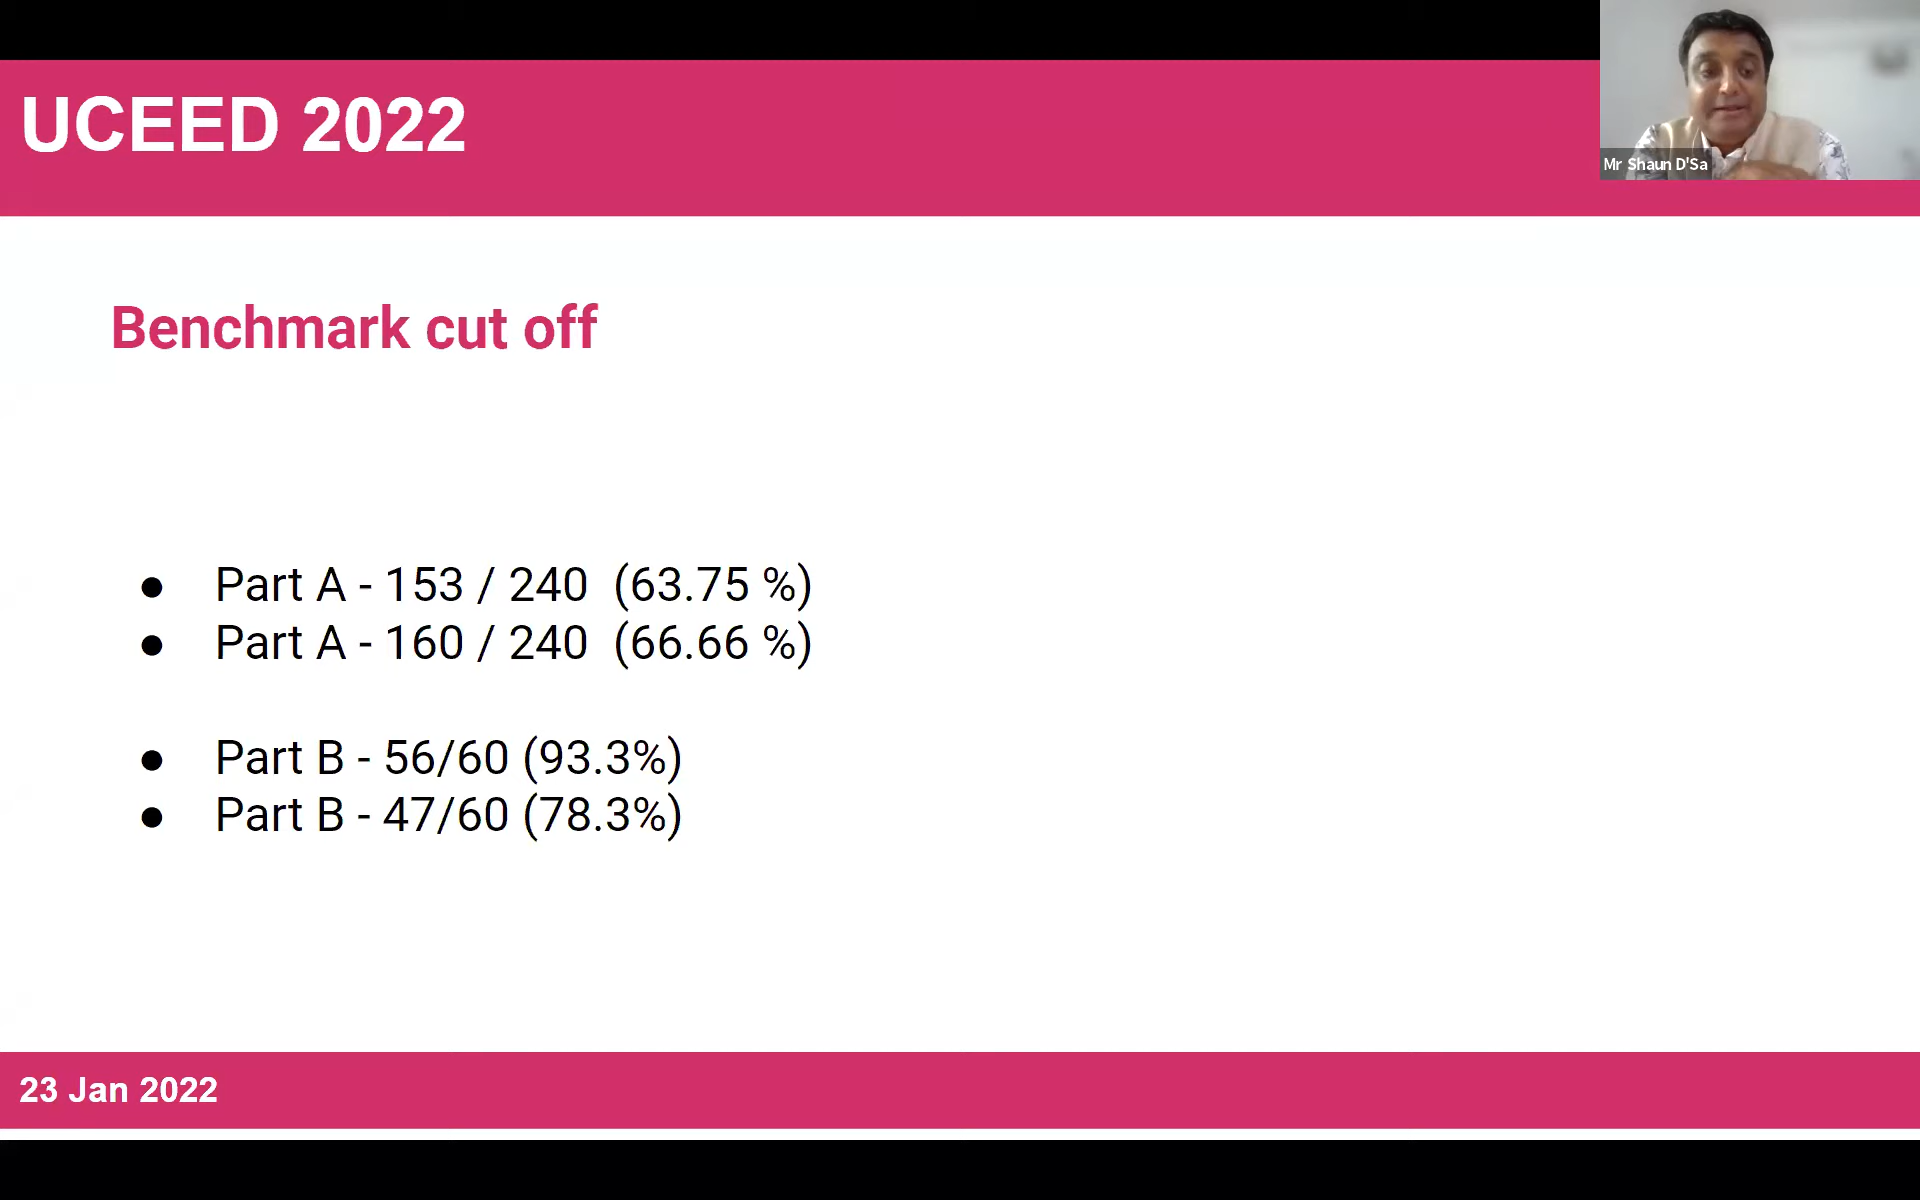 UCEED 2022
Mr Shaun D'Sa
Benchmark cut off
● Part A - 153 / 240 (63.75 %)
● Part A - 160 / 240 (66.66 %)
● Part B - 56/60 (93.3%)
● Part B - 47/60 (78.3%)
23 Jan 2022